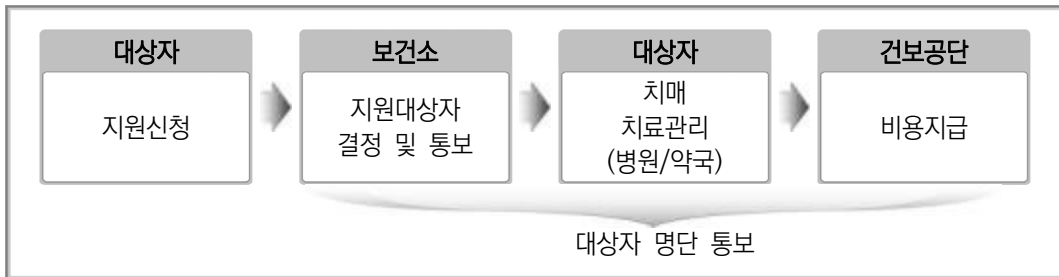 대상자
지원신청
보건소
지원대상자
결정 및 통보
대상자
치매
치료관리
(병원/약국)
건보공단
비용지급
대상자 명단 통보